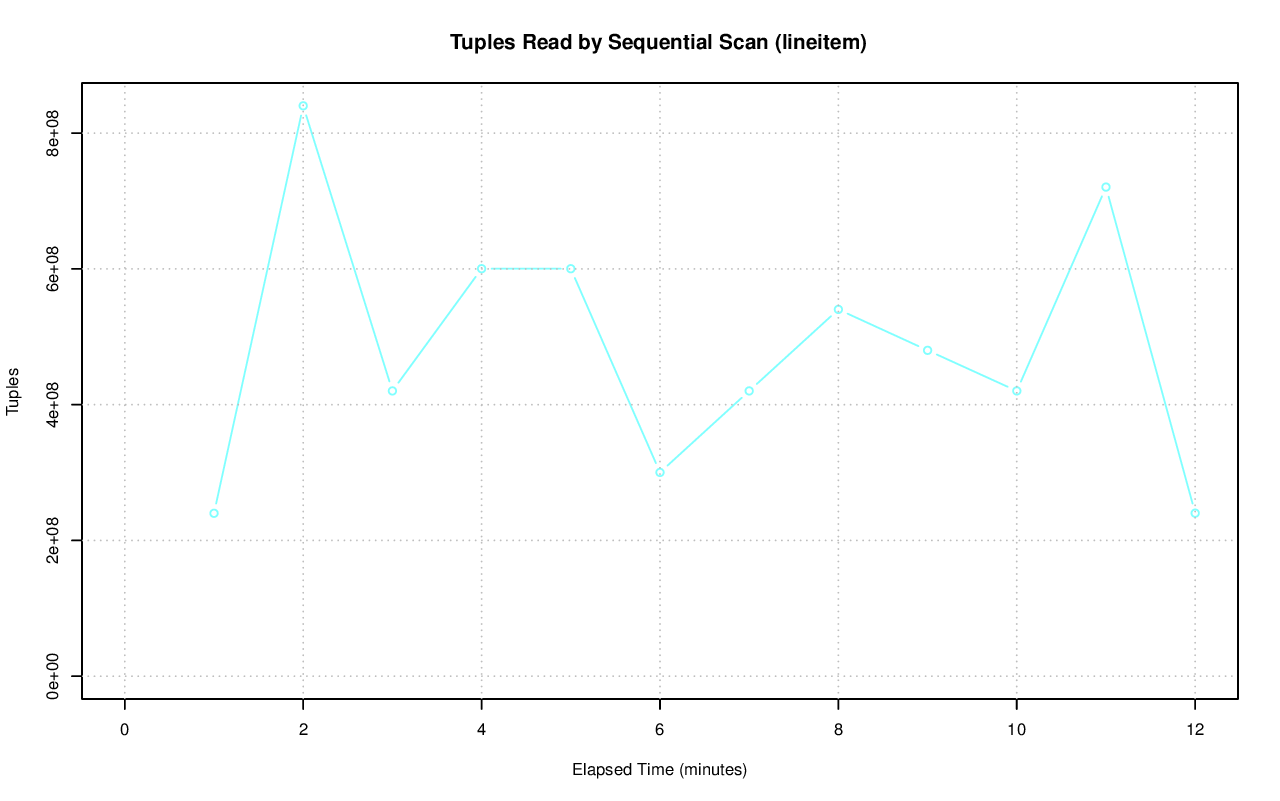 Tuples Read by Sequential Scan (lineitem)
Tuples
8e+08
6e+08
4e+08
2e+08
0e+00
0 2 4 6 8 10 12
Elapsed Time (minutes)